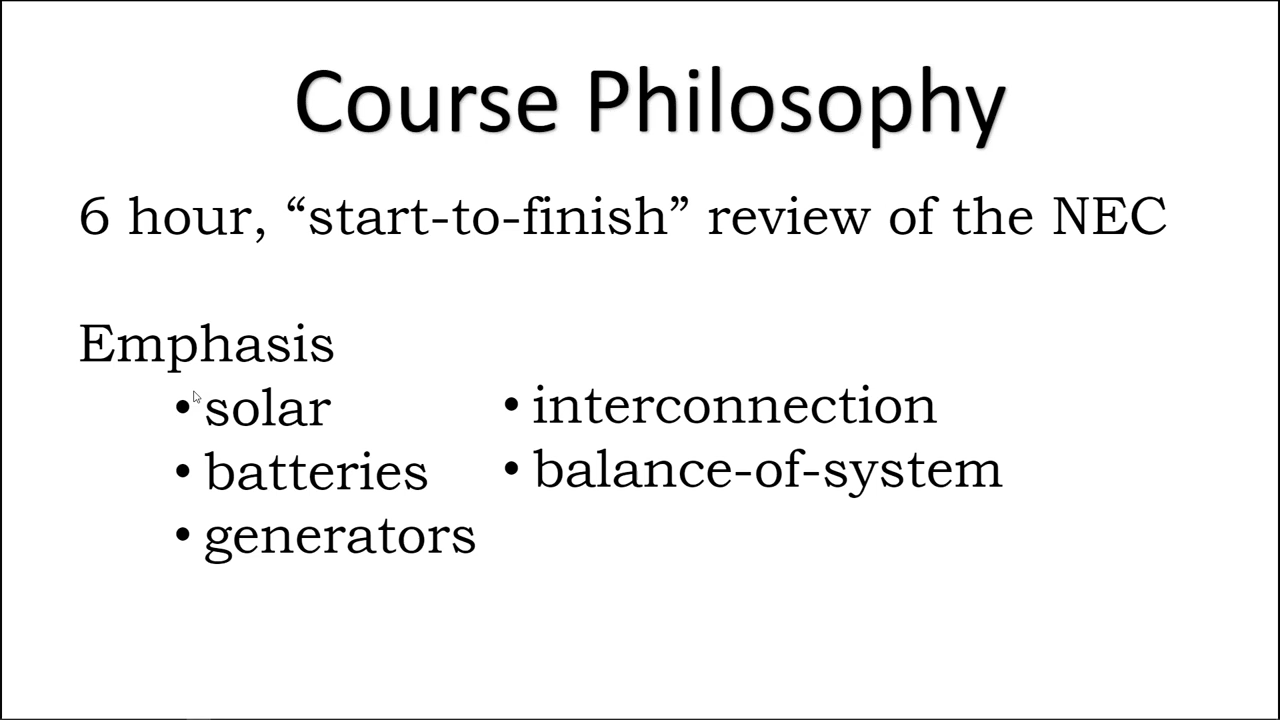 Course Philosophy
6 hour, “start-to-finish” review of the NEC
Emphasis
• solar
• batteries
• generators
• interconnection
• balance-of-system